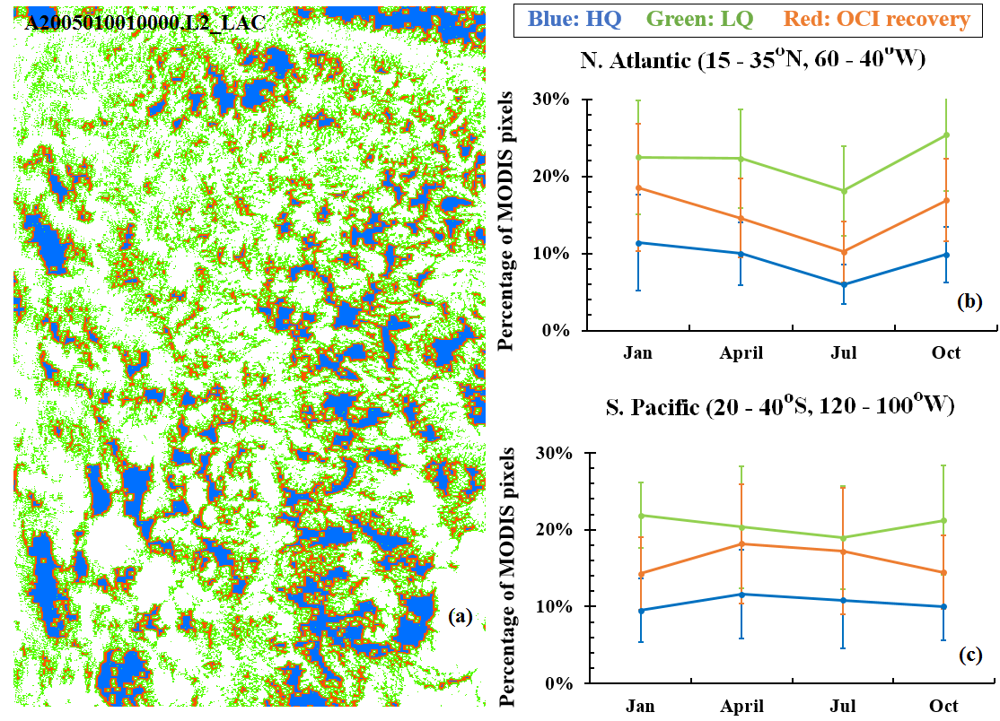 A2005010010000.L2_LAC
(a)
Blue: HQ Green: LQ Red: OCI recovery
N. Atlantic (15 - 35°N, 60 - 40°W)
Percentage of MODIS pixels
30%
20%
10%
0%
Jan April Jul Oct
(b)
S. Pacific (20 - 40°S, 120 - 100°W)
Percentage of MODIS pixels
30%
20%
10%
0%
Jan April Jul Oct
(c)